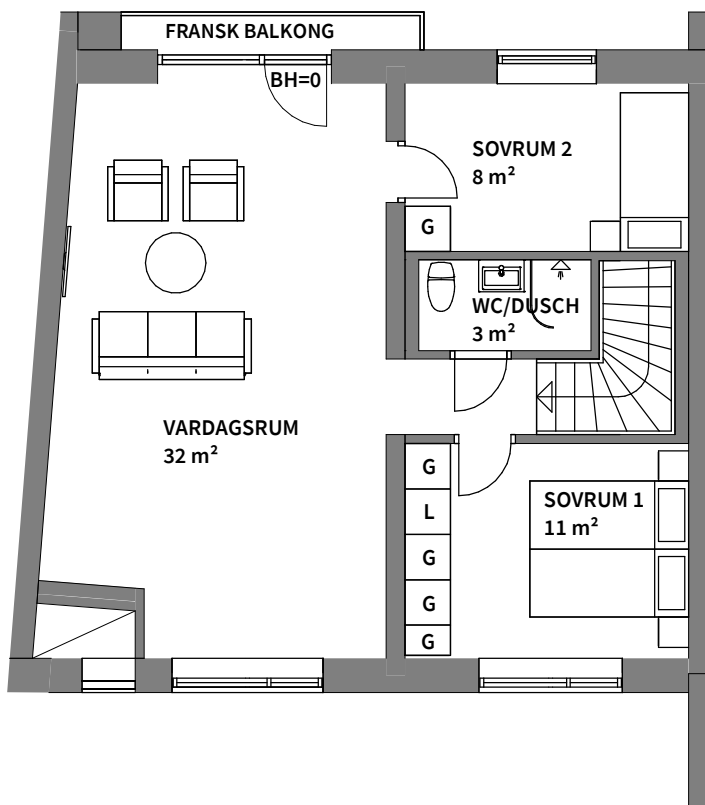 FRANSK BALKONG
BH=0
SOVRUM 2
8 m²
G
WC/DUSCH
3 m²
VARDAGSRUM
32 m²
G
L
G
G
G
SOVRUM 1
11 m²